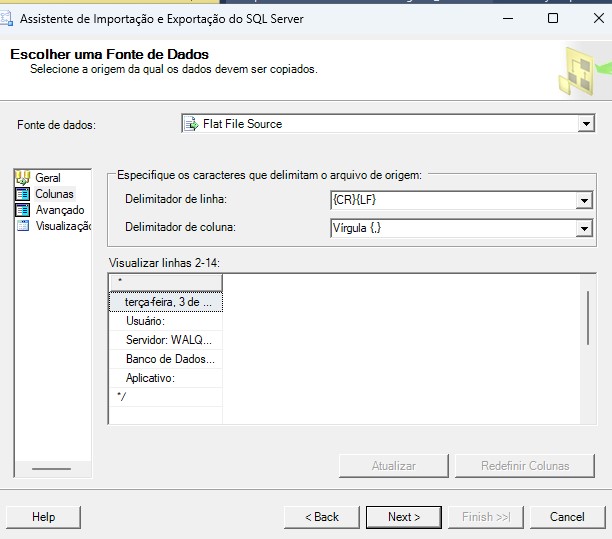 Assistente de Importação e Exportação do SQL Server
Escolher uma Fonte de Dados
Selecione a origem da qual os dados devem ser copiados.
Fonte de dados:
Flat File Source
Geral
Colunas
Avançado
Visualizaçã
Especifique os caracteres que delimitam o arquivo de origem:
Delimitador de linha:
{CR}{LF}
Delimitador de coluna:
Vírgula {,}
Visualizar linhas 2-14:
*
terça-feira, 3 de ...
Usuário:
Servidor: WALQ...
Banco de Dados...
Aplicativo:
*/
Atualizar
Redefinir Colunas
Help
< Back
Next >
Finish >>|
Cancel